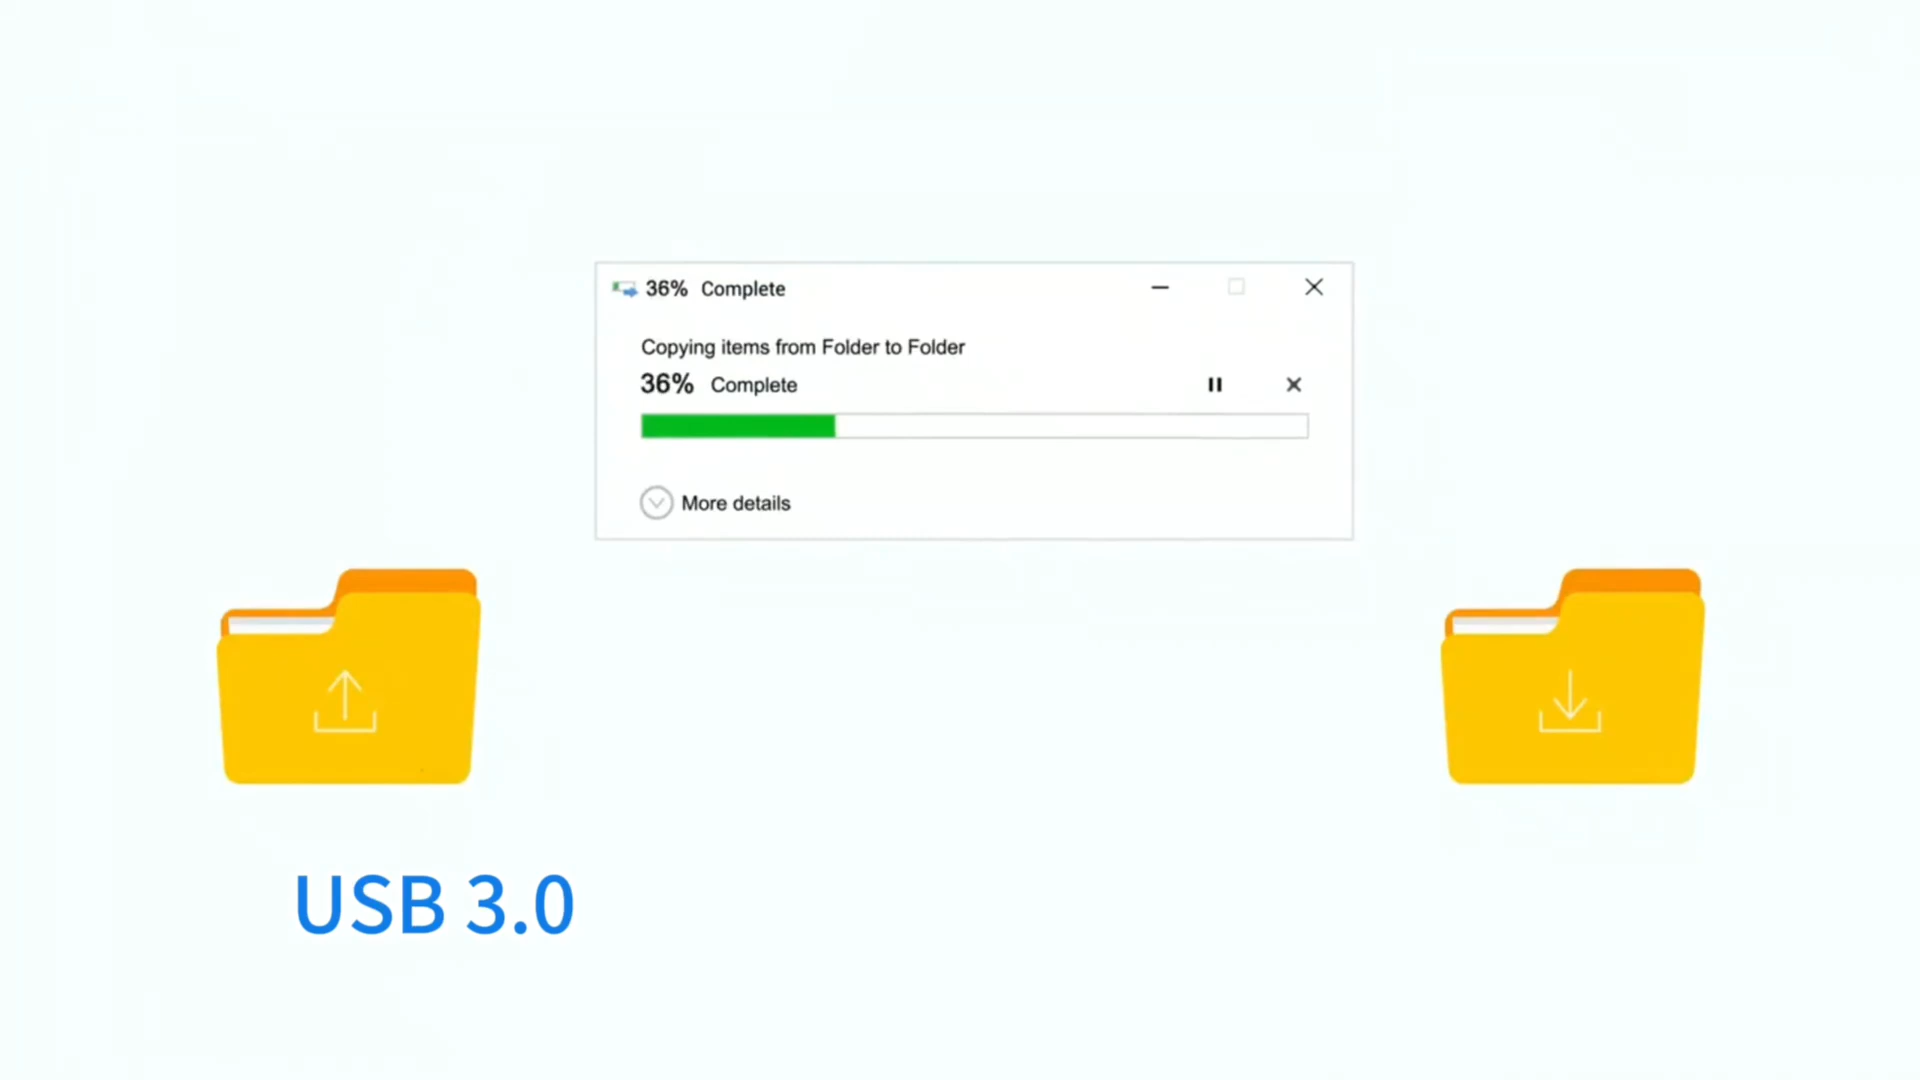 36% Complete
Copying items from Folder to Folder
36% Complete
More details
USB 3.0